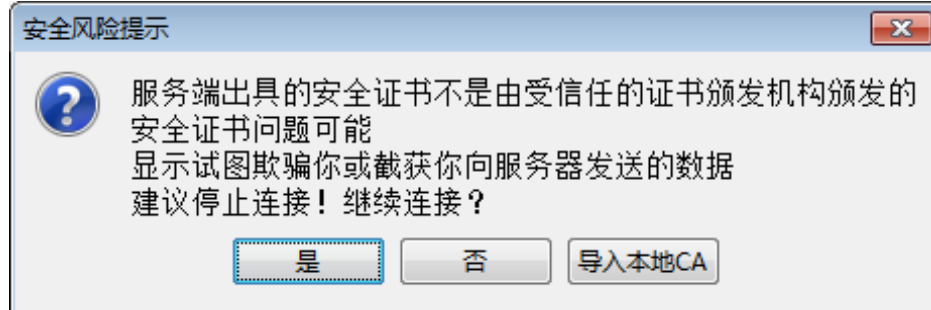 安全风险提示
服务端出具的安全证书不是由受信任的证书颁发机构颁发的
安全证书问题可能
显示试图欺骗你或截获你向服务器发送的数据
建议停止连接！继续连接？
是 否 导入本地CA